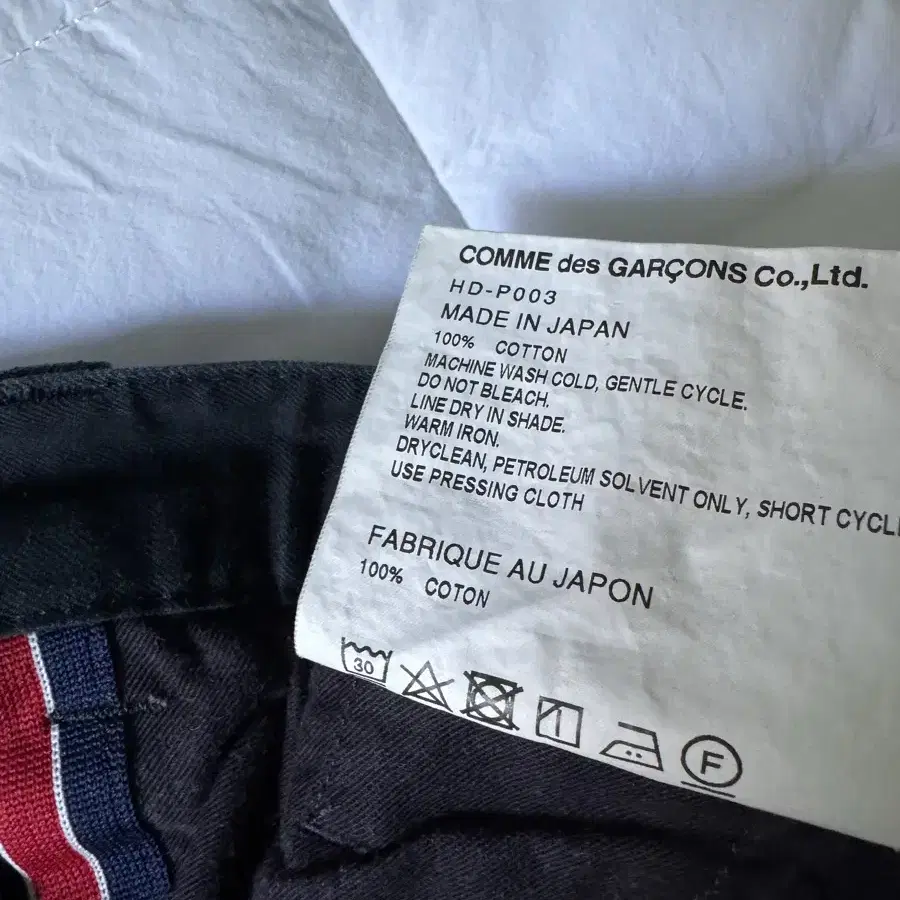 COMME des GARÇONS Co.,Ltd.
HD-P003
MADE IN JAPAN
100% COTTON
MACHINE WASH COLD, GENTLE CYCLE.
DO NOT BLEACH.
LINE DRY IN SHADE.
WARM IRON.
DRYCLEAN, PETROLEUM SOLVENT ONLY, SHORT CYCL
USE PRESSING CLOTH
FABRIQUE AU JAPON
100% COTON
30
F